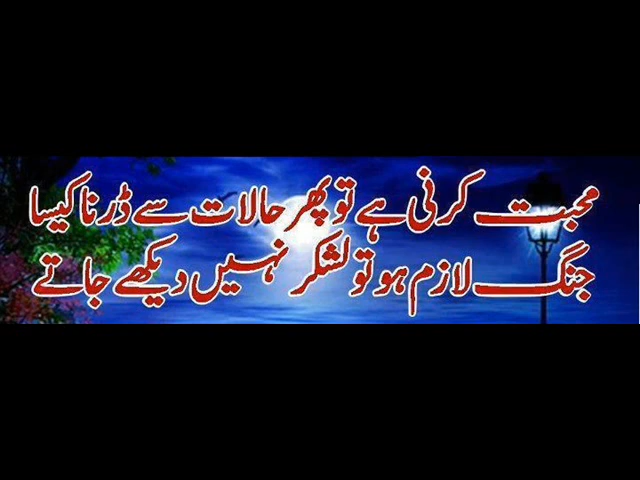 محبت کرنی ہے تو پھر حالات سے ڈرنا کیسا
جنگ لازم ہو تو لشکر نہیں دیکھے جاتے